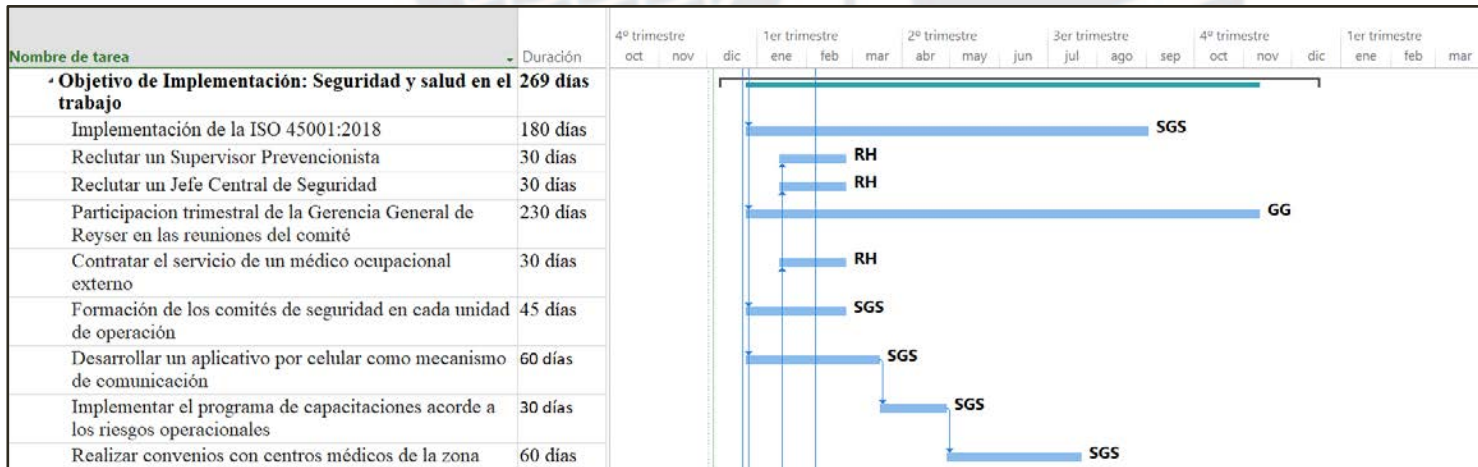 4º trimestre 1er trimestre 2º trimestre 3er trimestre 4º trimestre 1er trimestre
Nombre de tarea Duración oct nov dic ene feb mar abr may jun jul ago sep oct nov dic ene feb mar
Objetivo de Implementación: Seguridad y salud en el 269 días
trabajo
Implementación de la ISO 45001:2018 180 días SGS
Reclutar un Supervisor Prevencionista 30 días RH
Reclutar un Jefe Central de Seguridad 30 días RH
Participacion trimestral de la Gerencia General de 230 días GG
Reyser en las reuniones del comité
Contratar el servicio de un médico ocupacional 30 días RH
externo
Formación de los comités de seguridad en cada unidad 45 días SGS
de operación
Desarrollar un aplicativo por celular como mecanismo 60 días SGS
de comunicación
Implementar el programa de capacitaciones acorde a 30 días SGS
los riesgos operacionales
Realizar convenios con centros médicos de la zona 60 días SGS